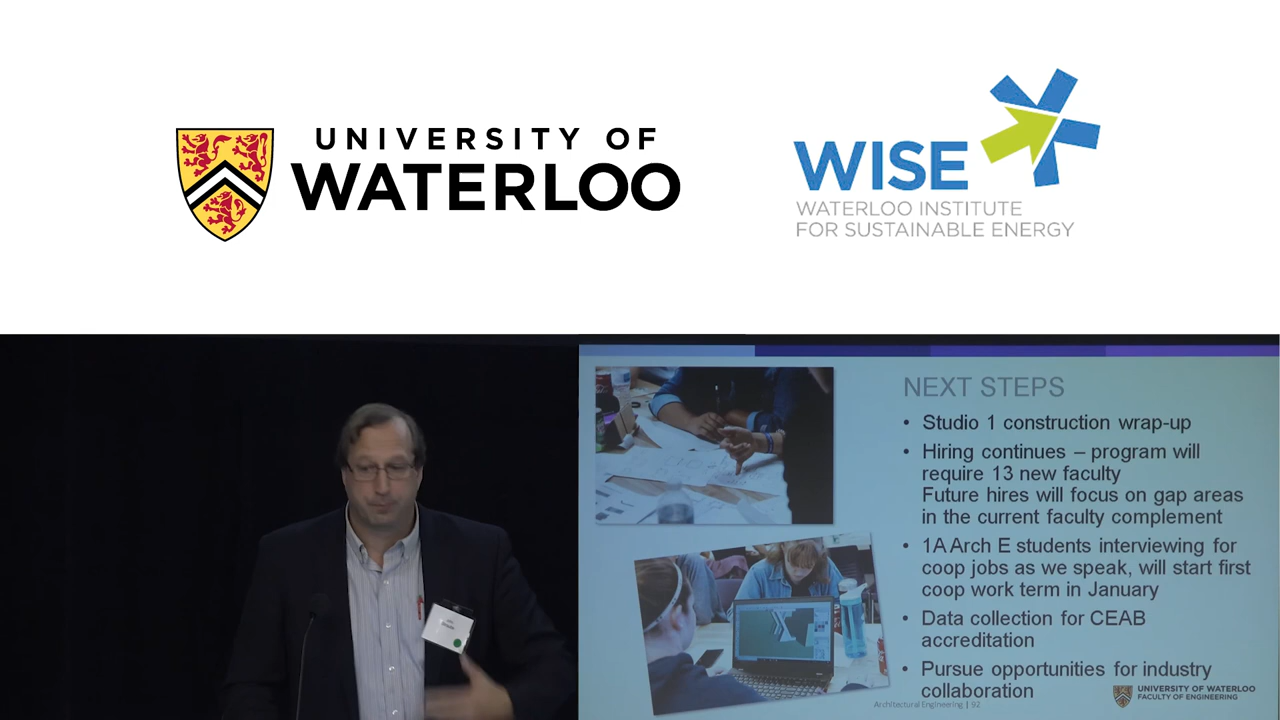 UNIVERSITY OF
WATERLOO
WISE
WATERLOO INSTITUTE
FOR SUSTAINABLE ENERGY
NEXT STEPS
• Studio 1 construction wrap-up
• Hiring continues – program will
require 13 new faculty
Future hires will focus on gap areas
in the current faculty complement
• 1A Arch E students interviewing for
coop jobs as we speak, will start first
coop work term in January
• Data collection for CEAB
accreditation
• Pursue opportunities for industry
collaboration
UNIVERSITY OF WATERLOO
FACULTY OF ENGINEERING
Architectural Engineering | 92